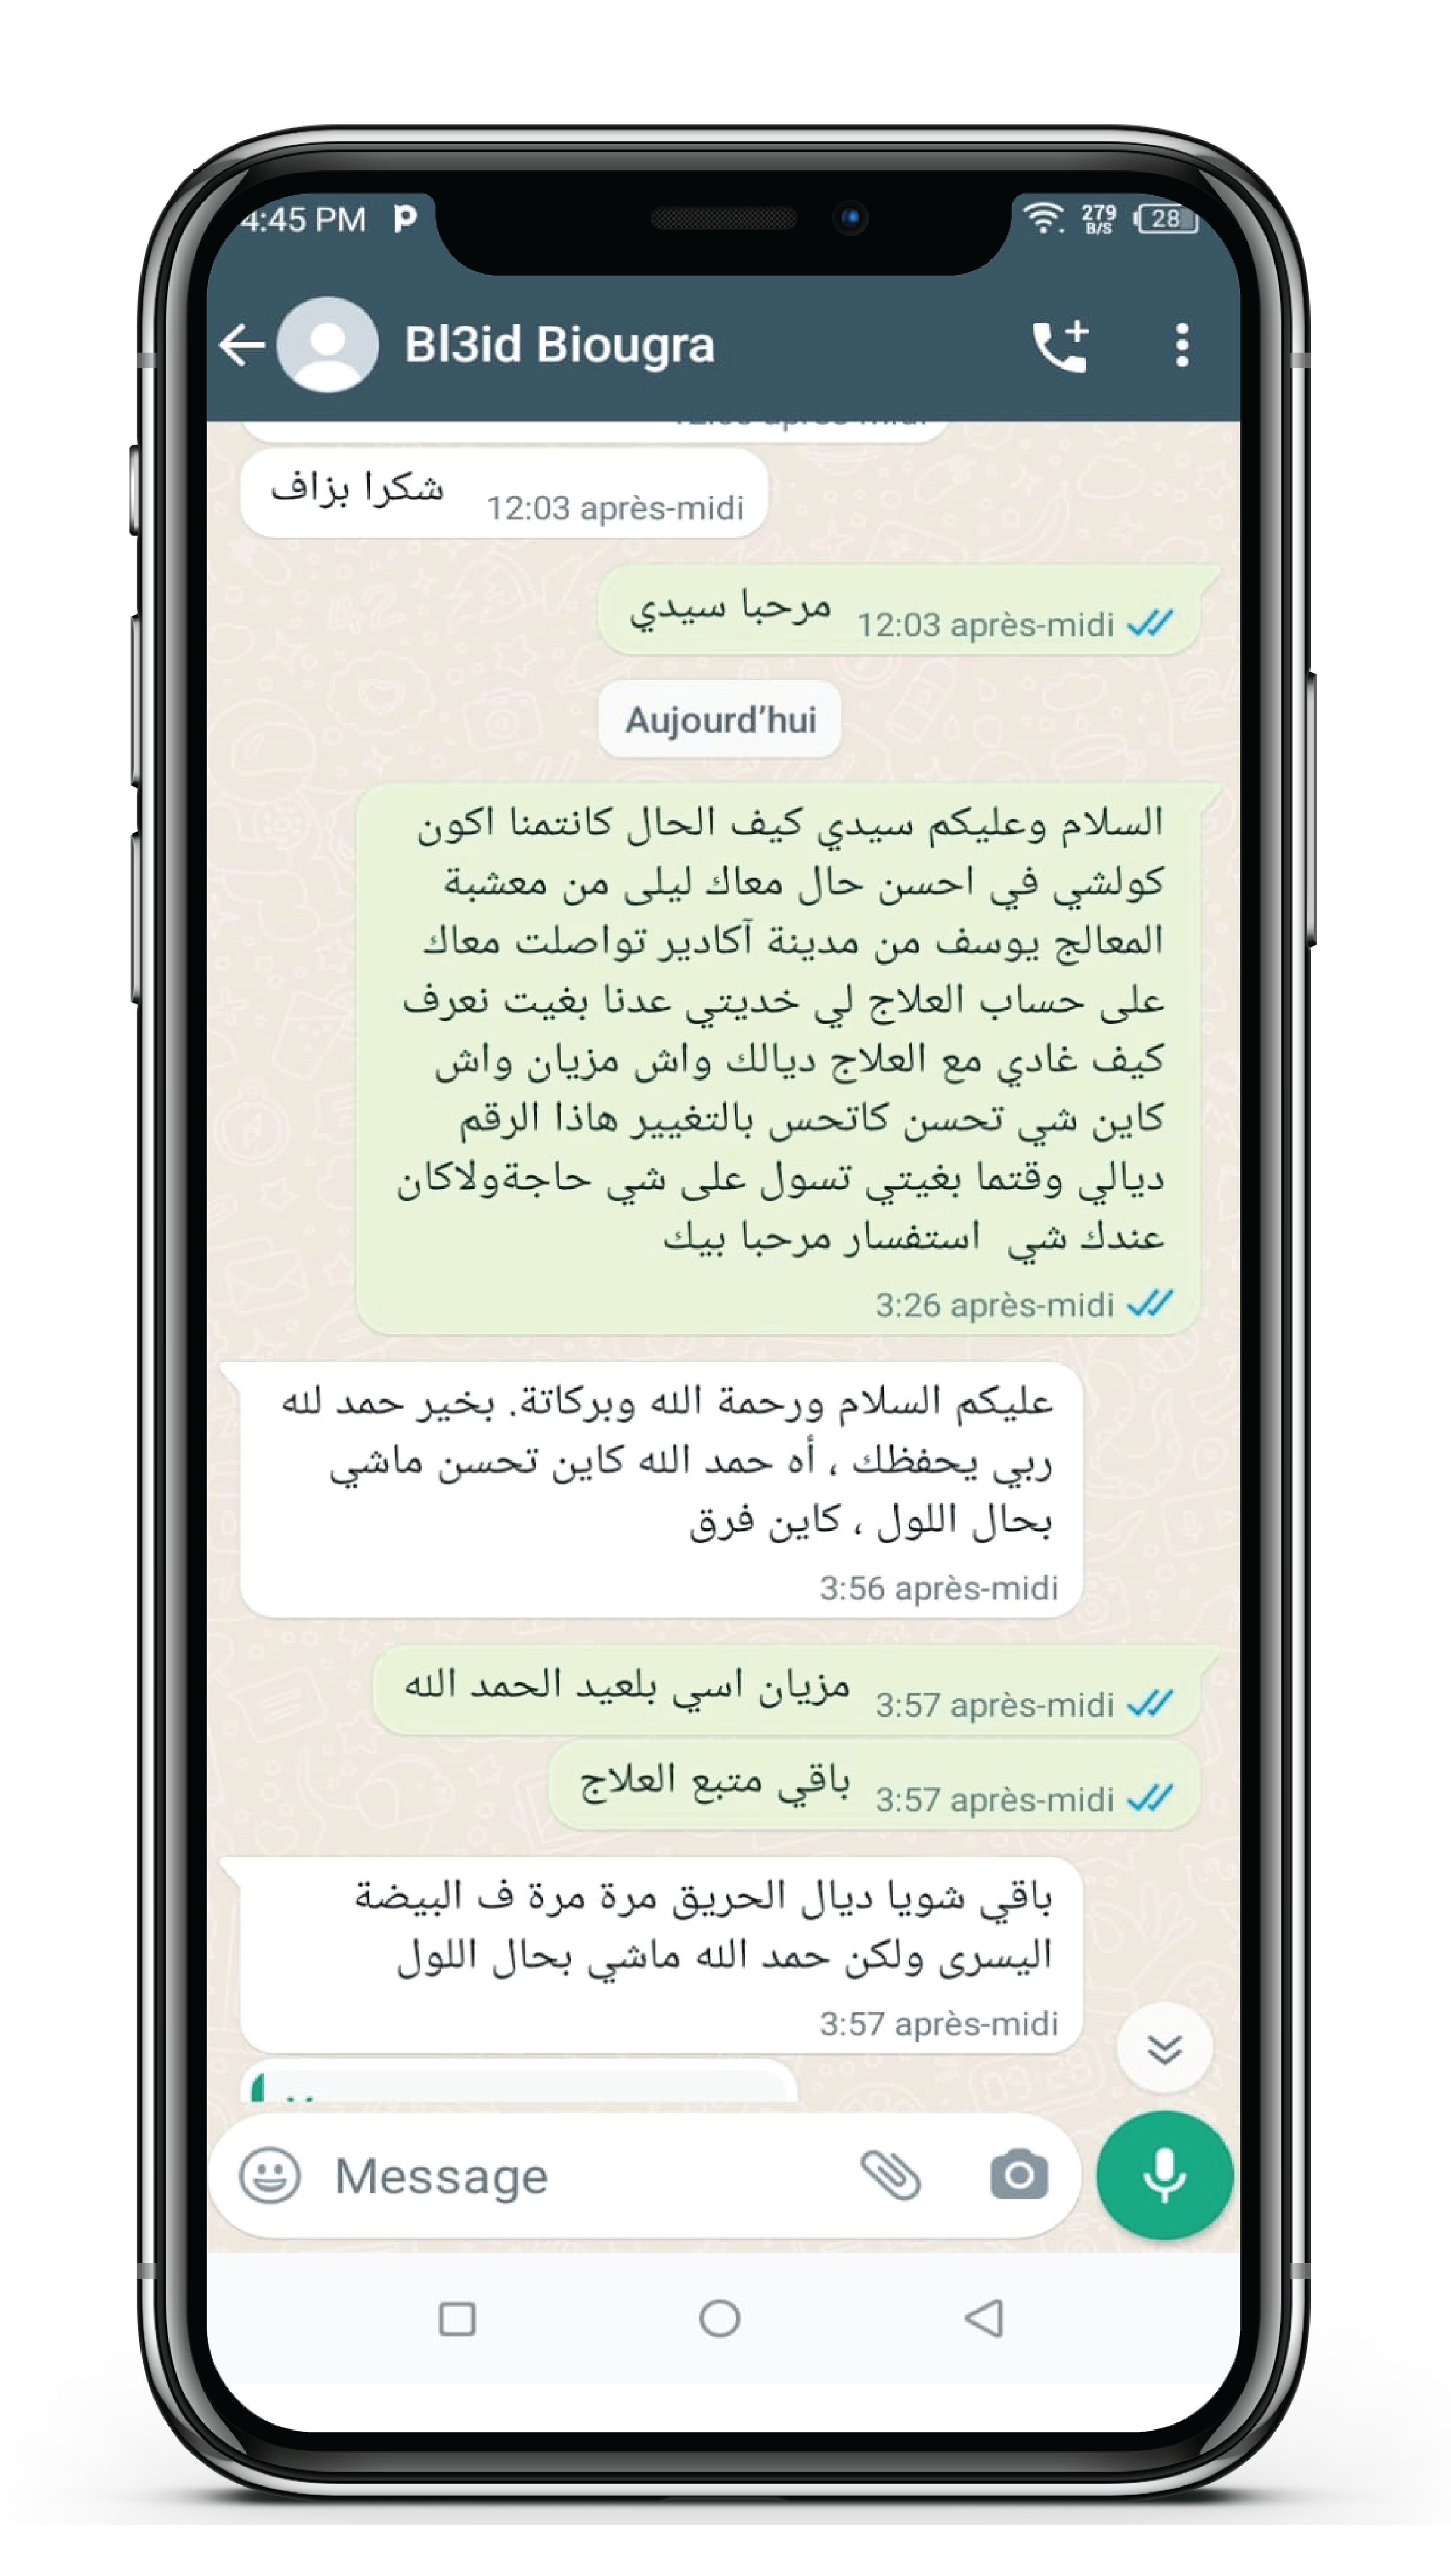 4:45 PM
279
B/S
28
Bl3id Biougra
شكرا بزاف
12:03 après-midi
مرحبا سيدي
12:03 après-midi
Aujourd'hui
السلام وعليكم سيدي كيف الحال كانتمنا اكون
كولشي في احسن حال معاك ليلى من معشبة
المعالج يوسف من مدينة آكادير تواصلت معاك
على حساب العلاج لي خديتي عدنا بغيت نعرف
كيف غادي مع العلاج ديالك واش مزيان واش
كاين شي تحسن كاتحس بالتغيير هاذا الرقم
ديالي وقتما بغيتي تسول على شي حاجةولاكان
عندك شي استفسار مرحبا بيك
3:26 après-midi
عليكم السلام ورحمة الله وبركاتة. بخير حمد لله
ربي يحفظك ، أه حمد الله كاين تحسن ماشي
بحال اللول ، كاين فرق
3:56 après-midi
مزيان اسي بلعيد الحمد الله
3:57 après-midi
باقي متبع العلاج
3:57 après-midi
باقي شويا ديال الحريق مرة مرة ف البيضة
اليسرى ولكن حمد الله ماشي بحال اللول
3:57 après-midi
Message